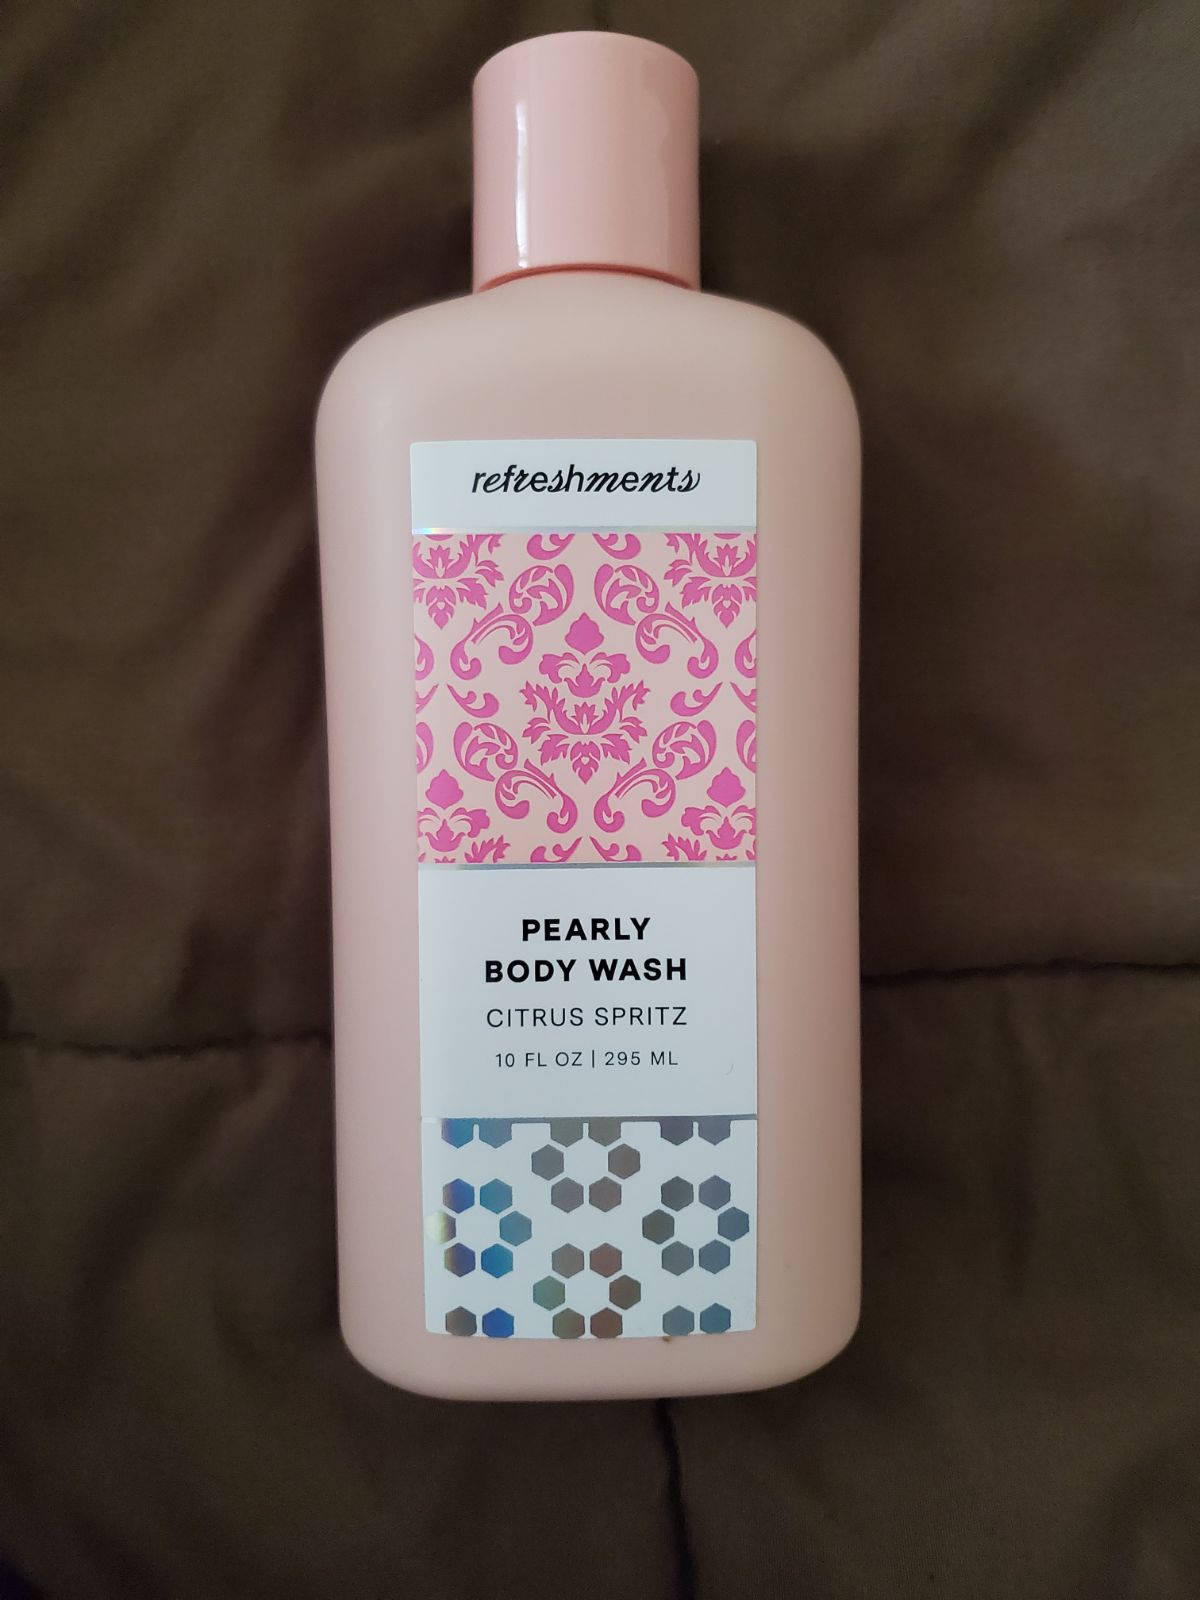 refreshments
PEARLY
BODY WASH
CITRUS SPRITZ
10 FL OZ | 295 ML